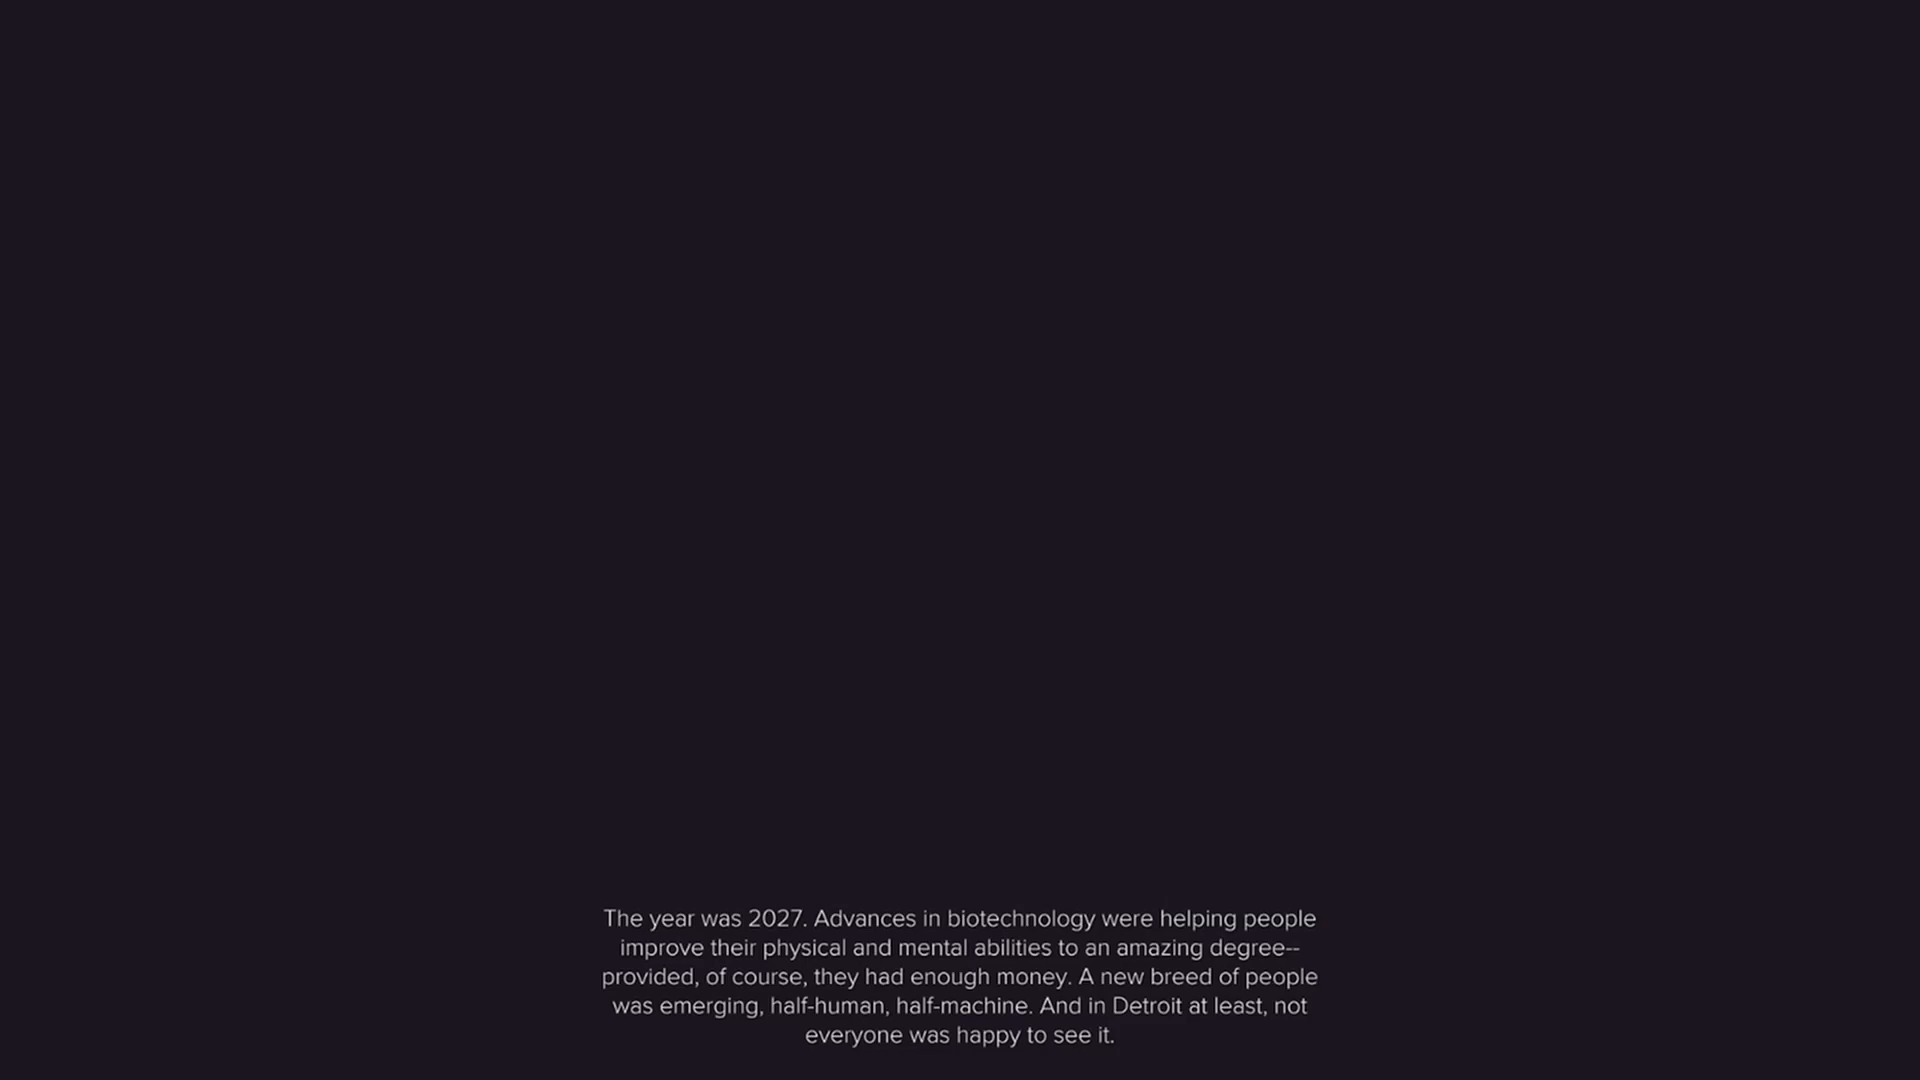 The year was 2027. Advances in biotechnology were helping people
improve their physical and mental abilities to an amazing degree--
provided, of course, they had enough money. A new breed of people
was emerging, half-human, half-machine. And in Detroit at least, not
everyone was happy to see it.